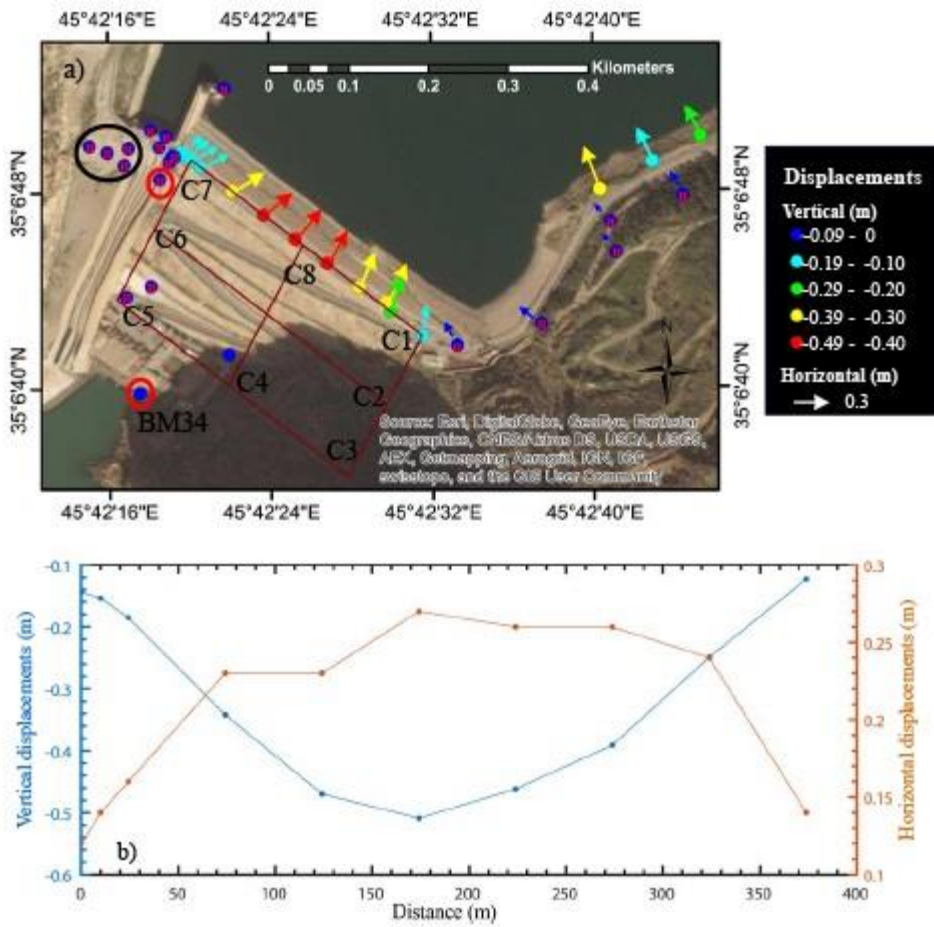 45°42'16"E 45°42'24"E 45°42'32"E 45°42'40"E
a)
Kilometers
0 0.05 0.1 0.2 0.3 0.4
35°6'48"N
35°6'48"N
C7
C6
C8
C5
C1
C4
C2
C3
BM34
N
35°6'40"N
35°6'40"N
Source: Esri, DigitalGlobe, GeoEye, Earthstar
Geographics, CNES/Airbus DS, USDA, USGS,
AEX, Getmapping, Aerogrid, IGN, IGP,
swisstopo, and the GIS User Community
45°42'16"E 45°42'24"E 45°42'32"E 45°42'40"E
Displacements
Vertical (m)
-0.09 - 0
-0.19 - -0.10
-0.29 - -0.20
-0.39 - -0.30
-0.49 - -0.40
Horizontal (m)
0.3
-0.1
-0.2
-0.3
-0.4
-0.5
-0.6
Vertical displacements (m)
0.3
0.25
0.2
0.15
0.1
Horizontal displacements (m)
b)
0 50 100 150 200 250 300 350 400
Distance (m)